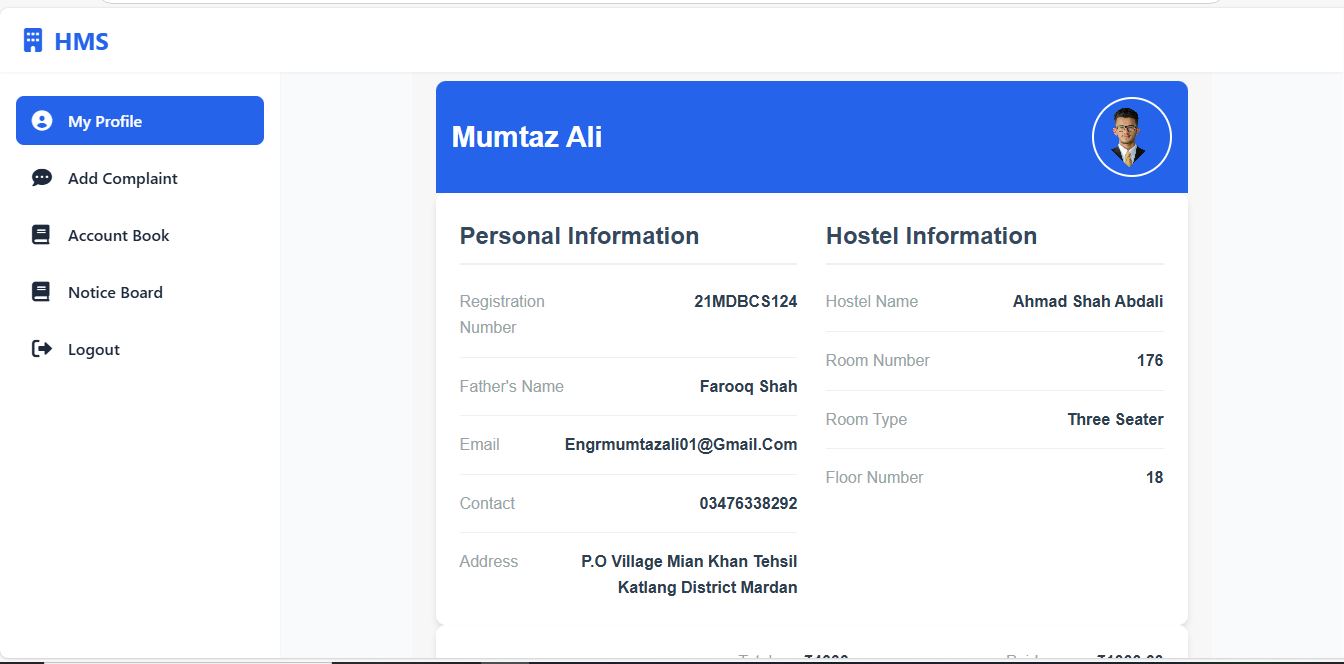 HMS
My Profile
Add Complaint
Account Book
Notice Board
Logout
Mumtaz Ali
Personal Information
Registration Number 21MDBCS124
Father's Name Farooq Shah
Email Engrmumtazali01@Gmail.Com
Contact 03476338292
Address P.O Village Mian Khan Tehsil
Katlang District Mardan
Hostel Information
Hostel Name Ahmad Shah Abdali
Room Number 176
Room Type Three Seater
Floor Number 18